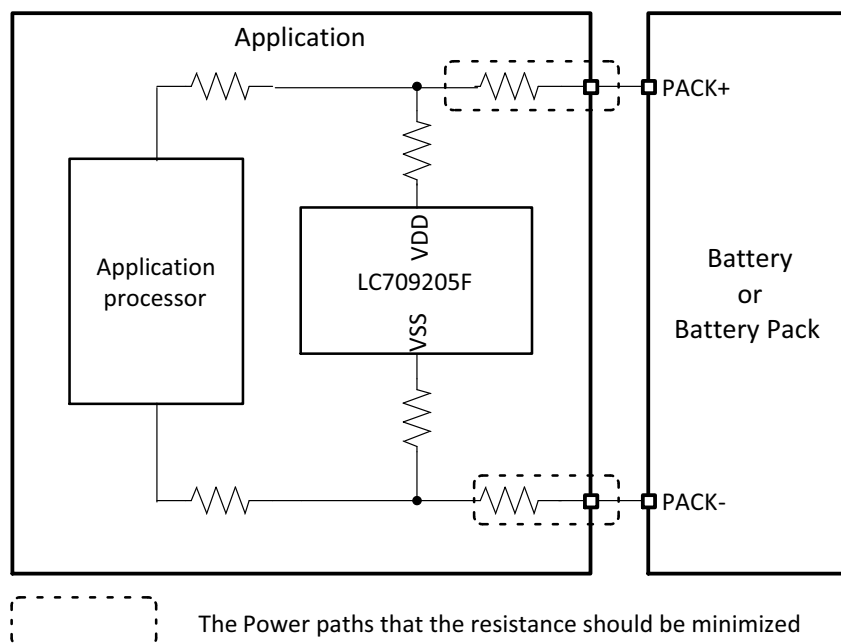 Application
PACK+
Application
processor
VDD
LC709205F
VSS
Battery
or
Battery Pack
PACK-
The Power paths that the resistance should be minimized